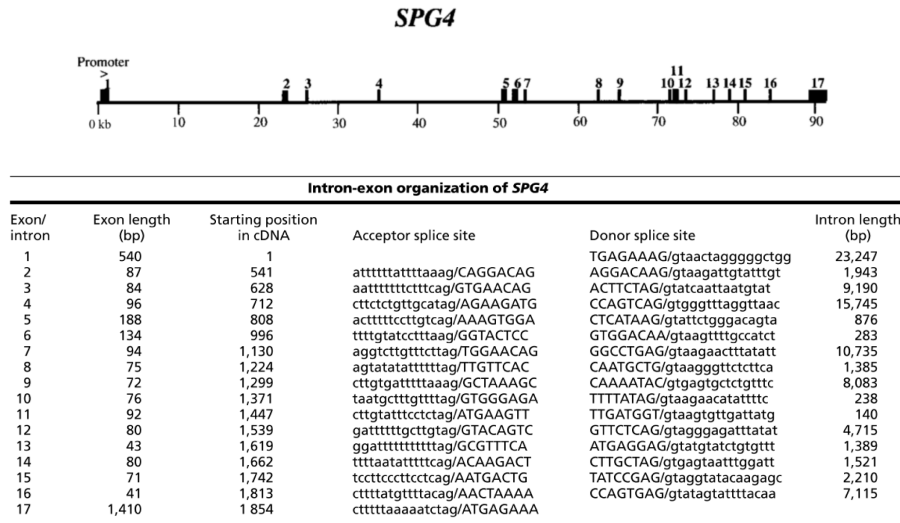 SPG4
Promoter
>
1 2 3 4 5 6 7 8 9 10 11 12 13 14 15 16 17
0 kb 10 20 30 40 50 60 70 80 90
Intron-exon organization of SPG4
Exon/ Exon length Starting position Intron length
intron (bp) in cDNA Acceptor splice site Donor splice site (bp)
1 540 1 TGAGAAAG/gtaactagggggctgg 23,247
2 87 541 attttttattttaaag/CAGGACAG AGGACAAG/gtaagattgtatttgt 1,943
3 84 628 aatttttttctttcag/GTGAACAG ACTTCTAG/gtatcaattaatgtat 9,190
4 96 712 cttctctgttgcatag/AGAAGATG CCAGTCAG/gtgggtttaggttaac 15,745
5 188 808 actttttccttgtcag/AAAGTGGA CTCATAAG/gtattctgggacagta 876
6 134 996 ttttgtatcctttaag/GGTACTCC GTGGACAA/gtaagttttgccatct 283
7 94 1,130 aggtcttgtttcttag/TGGAACAG GGCCTGAG/gtaagaactttatatt 10,735
8 75 1,224 agtatatattttttag/TTGTTCAC CAATGCTG/gtaagggttctcttca 1,385
9 72 1,299 cttgtgatttttaaag/GCTAAAGC CAAAATAC/gtgagtgctctgtttc 8,083
10 76 1,371 taatgctttgttttag/GTGGGAGA TTTTATAG/gtaagaacatattttc 238
11 92 1,447 cttgtatttcctctag/ATGAAGTT TTGATGGT/gtaagtgttgattatg 140
12 80 1,539 gattttttgcttgtag/GTACAGTC GTTCTCAG/gtagggagatttatat 4,715
13 43 1,619 ggattttttttttttag/GCGTTTCA ATGAGGAG/gtatgtatctgtgttt 1,389
14 80 1,662 ttttaatatttttcag/ACAAGACT CTTGCTAG/gtgagtaatttggatt 1,521
15 71 1,742 tccttcccttcctcag/AATGACTG TATCCGAG/taggtatacaagagc 2,210
16 41 1,813 cttttatgttttacag/AACTAAAA CCAGTGAG/gtatagtattttacaa 7,115
17 1,410 1 854 ctttttaaaaatctag/ATGAGAAA